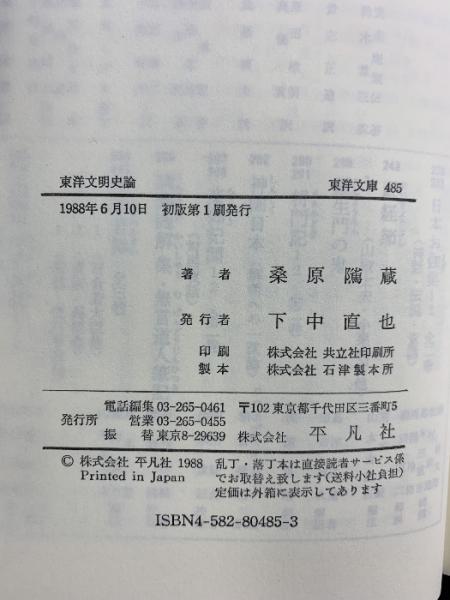 東洋文明史論 東洋文庫 485
1988年6月10日 初版第1刷発行
著者 桑原隲蔵
発行者 下中直也
印刷 株式会社 共立社印刷所
製本 株式会社 石津製本所
電話編集 03-265-0461 〒102 東京都千代田区三番町5
発行所 営業 03-265-0455
振替 東京8-29639 株式会社 平凡社
© 株式会社 平凡社 1988 乱丁・落丁本は直接読者サービス係
Printed in Japan でお取替え致します(送料小社負担)
定価は外箱に表示してあります
ISBN4-582-80485-3